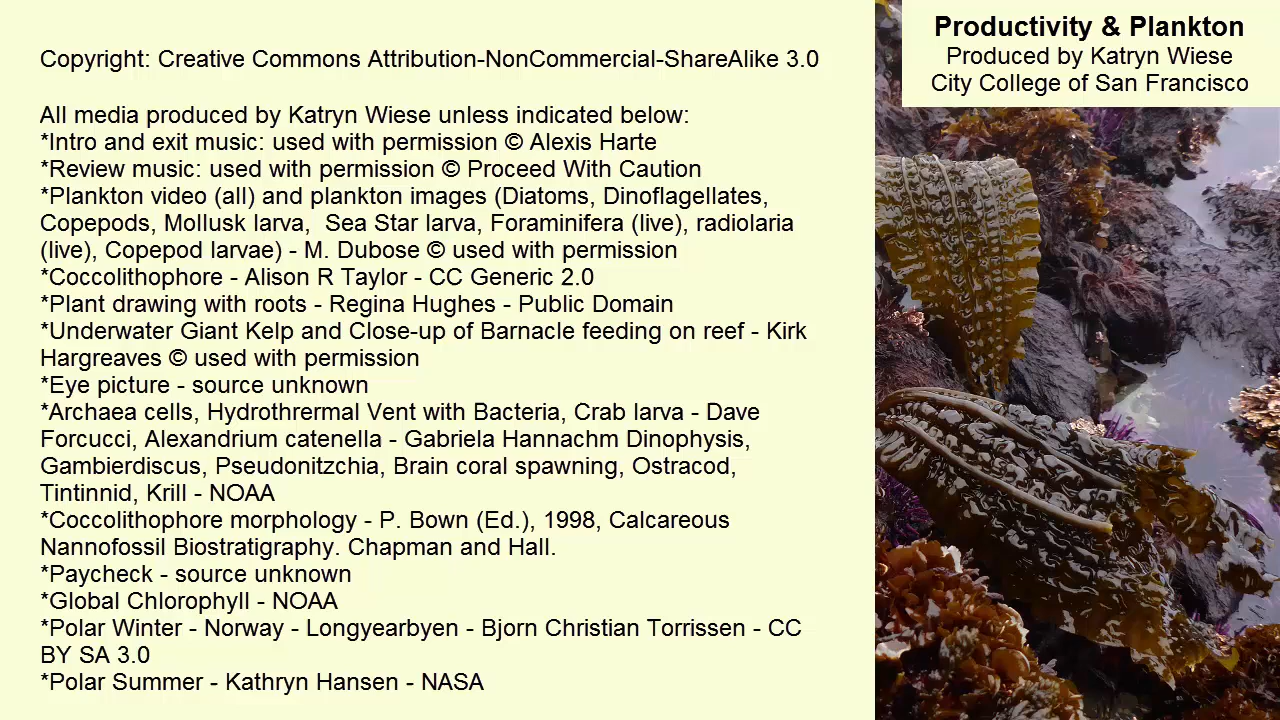 Copyright: Creative Commons Attribution-NonCommercial-ShareAlike 3.0
All media produced by Katryn Wiese unless indicated below:
*Intro and exit music: used with permission © Alexis Harte
*Review music: used with permission © Proceed With Caution
*Plankton video (all) and plankton images (Diatoms, Dinoflagellates,
Copepods, Mollusk larva,  Sea Star larva, Foraminifera (live), radiolaria
(live), Copepod larvae) - M. Dubose © used with permission
*Coccolithophore - Alison R Taylor - CC Generic 2.0
*Plant drawing with roots - Regina Hughes - Public Domain
*Underwater Giant Kelp and Close-up of Barnacle feeding on reef - Kirk
Hargreaves © used with permission
*Eye picture - source unknown
*Archaea cells, Hydrothrermal Vent with Bacteria, Crab larva - Dave
Forcucci, Alexandrium catenella - Gabriela Hannachm Dinophysis,
Gambierdiscus, Pseudonitzchia, Brain coral spawning, Ostracod,
Tintinnid, Krill - NOAA
*Coccolithophore morphology - P. Bown (Ed.), 1998, Calcareous
Nannofossil Biostratigraphy. Chapman and Hall.
*Paycheck - source unknown
*Global Chlorophyll - NOAA
*Polar Winter - Norway - Longyearbyen - Bjorn Christian Torrissen - CC
BY SA 3.0
*Polar Summer - Kathryn Hansen - NASA
Productivity & Plankton
Produced by Katryn Wiese
City College of San Francisco